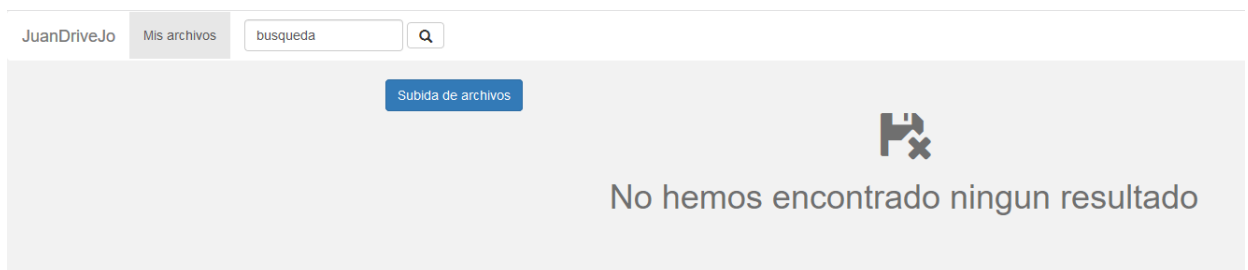 JuanDriveJo Mis archivos busqueda
Subida de archivos
No hemos encontrado ningun resultado